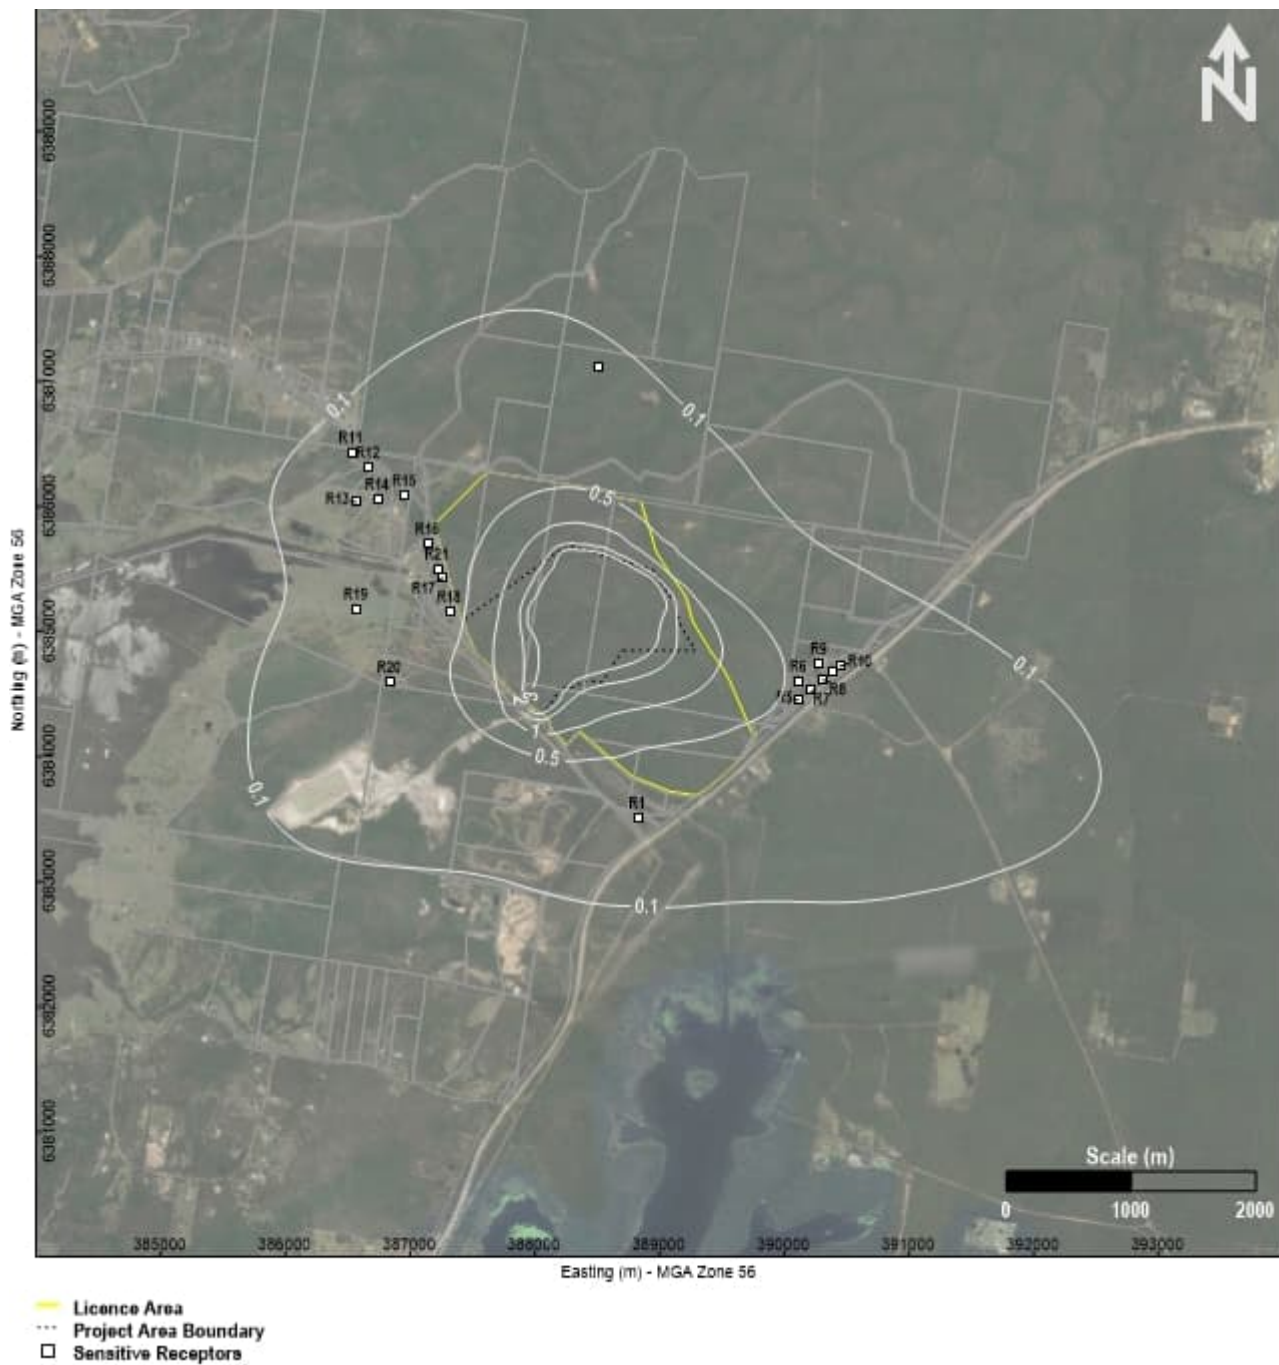 N
6389000
6388000
6387000
6386000
6385000
6384000
6383000
6382000
6381000
Northing (m) - MGA Zone 56
0.1
0.1
R11
R12
R13
R14
R15
0.5
R16
R21
R17
R18
R19
R20
R9
R10
R6
R8
R7
0.1
1
0.5
0.1
R1
0.1
Scale (m)
0 1000 2000
385000 386000 387000 388000 389000 390000 391000 392000 393000
Easting (m) - MGA Zone 56
Licence Area
Project Area Boundary
Sensitive Receptors